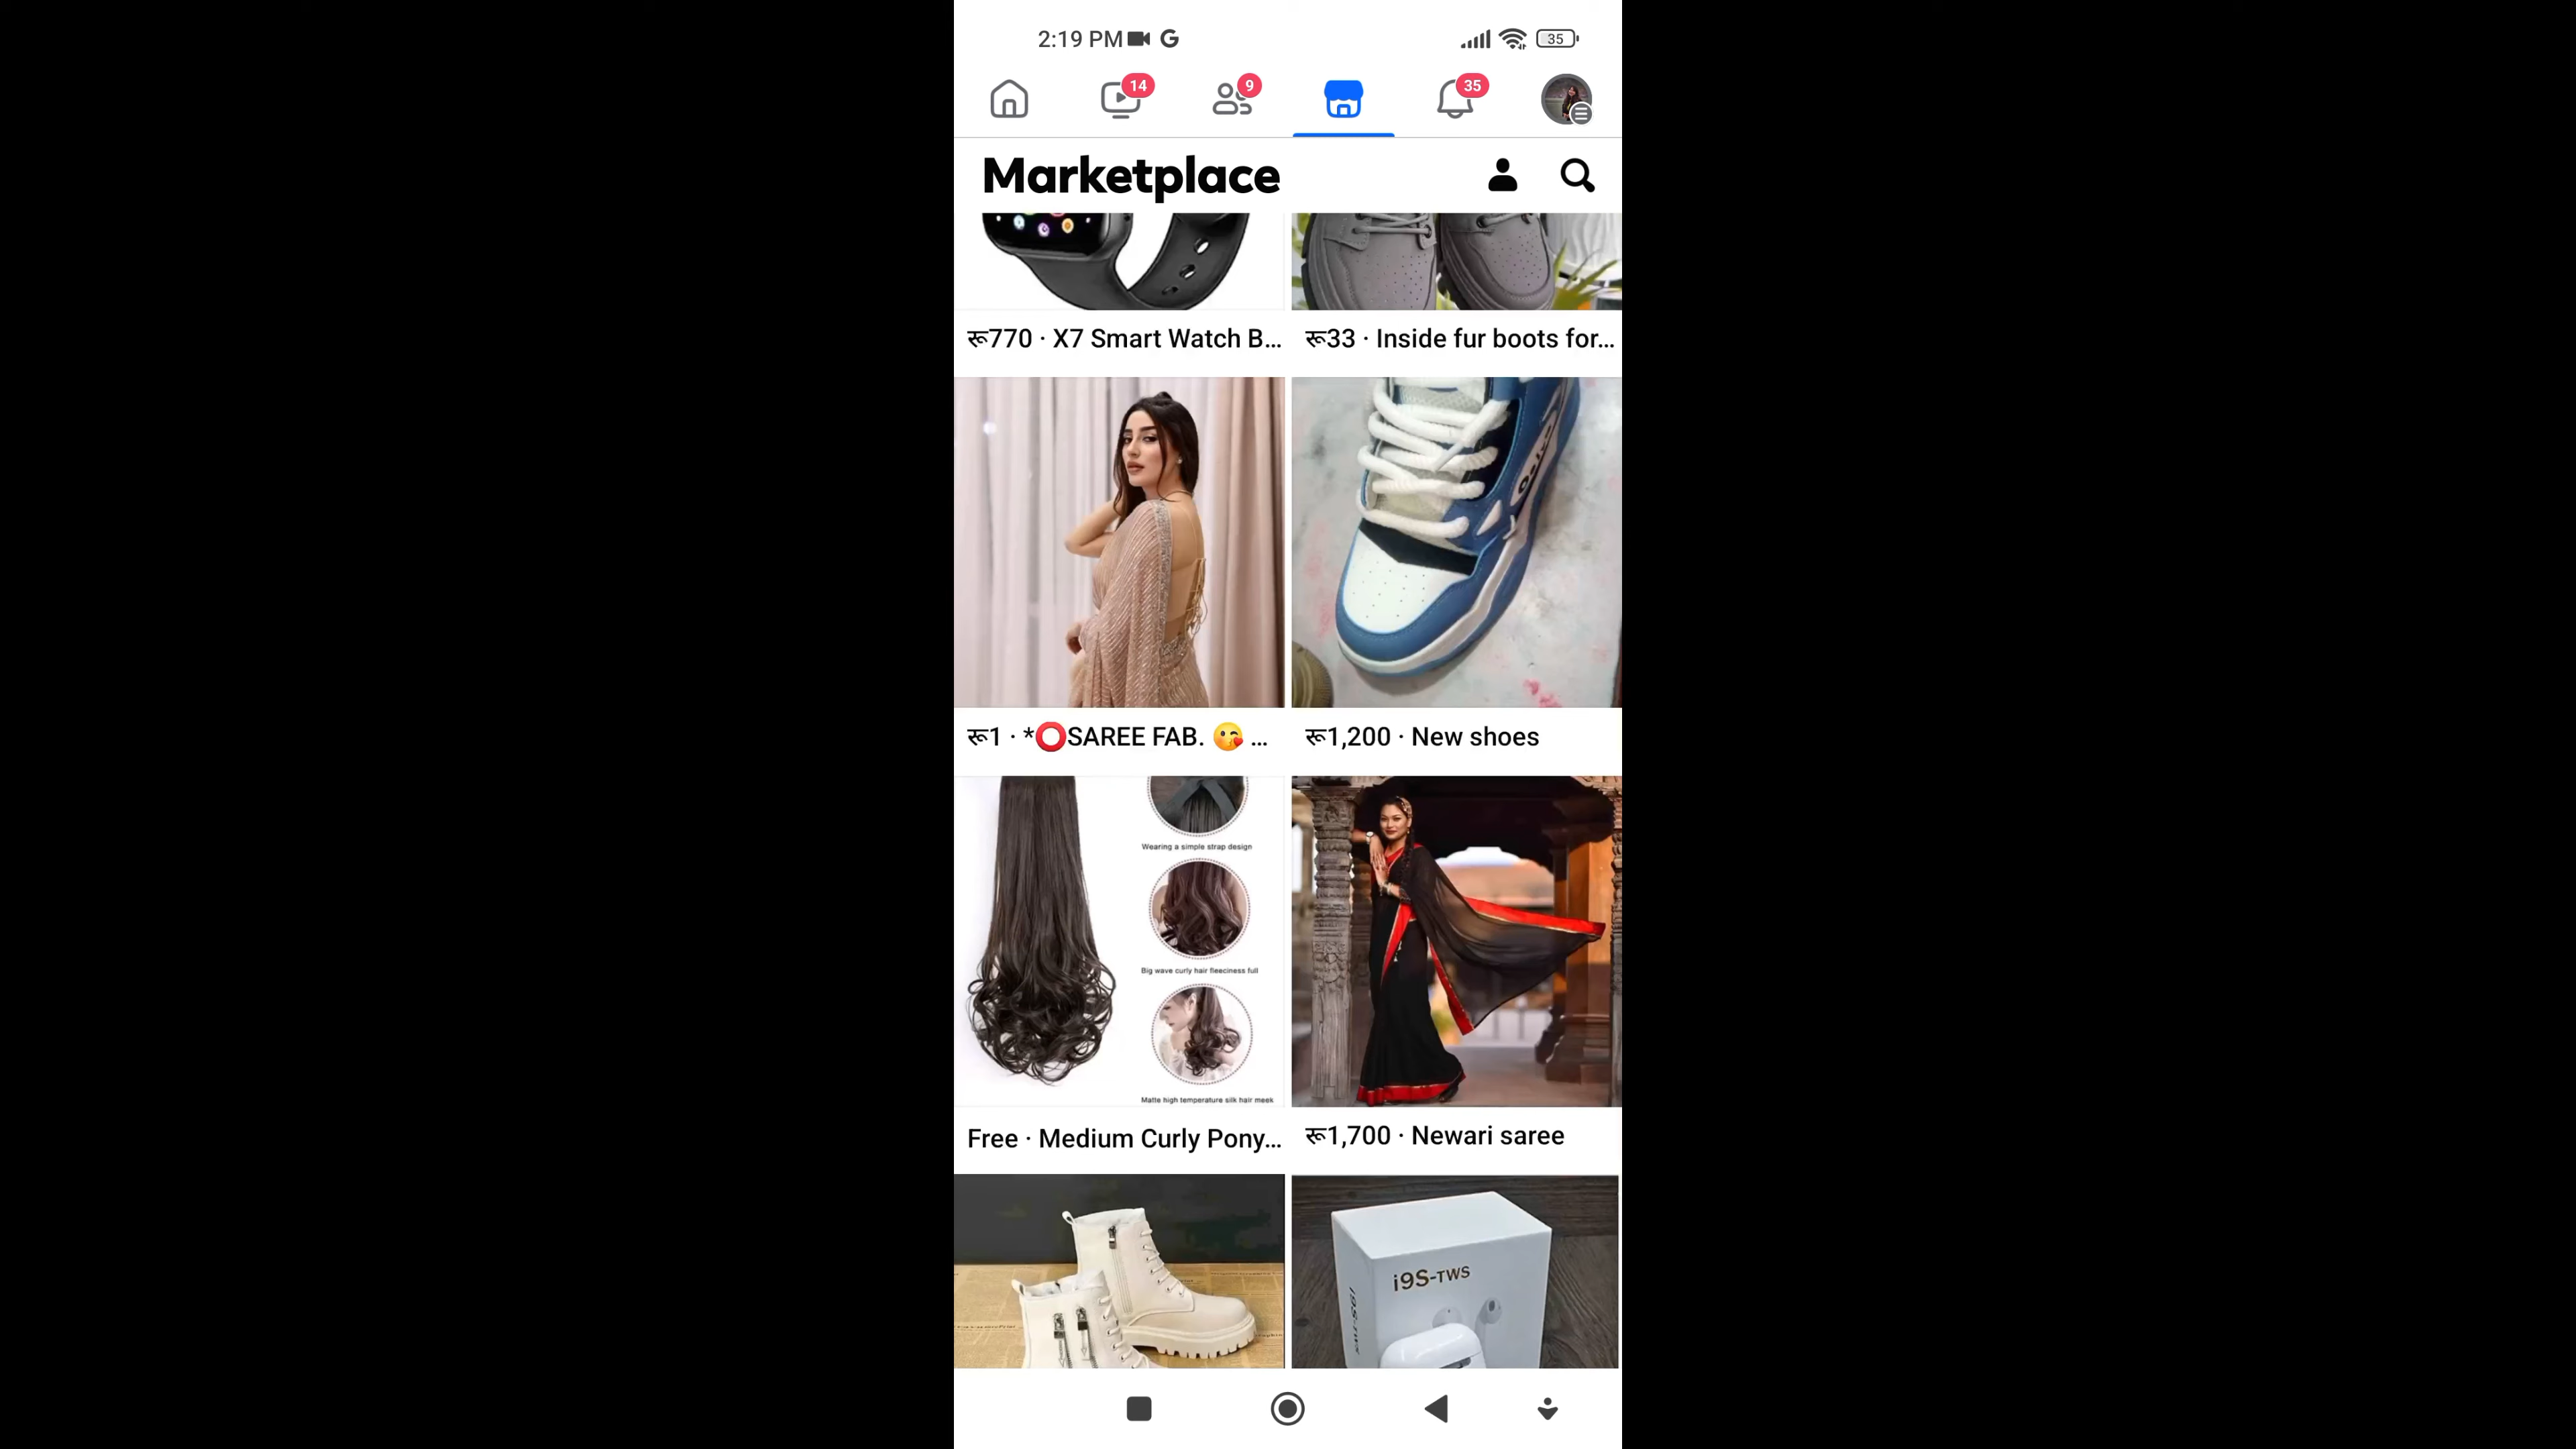 2:19 PM
35
14
9
35
Marketplace
रू770 · X7 Smart Watch B...
रू33 · Inside fur boots for...
रू1 · *⭕SAREE FAB. 😘 ...
रू1,200 · New shoes
Wearing a simple strap design
Big wave curly hair fleeciness full
Matte high temperature silk hair meek
Free · Medium Curly Pony...
रू1,700 · Newari saree
i9S-TWS
i9S-TWS